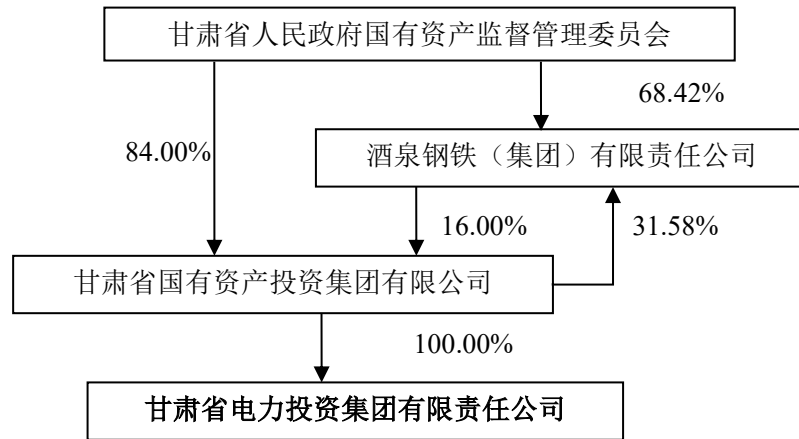 甘肃省人民政府国有资产监督管理委员会
68.42%
84.00%
酒泉钢铁（集团）有限责任公司
16.00%
31.58%
甘肃省国有资产投资集团有限公司
100.00%
甘肃省电力投资集团有限责任公司